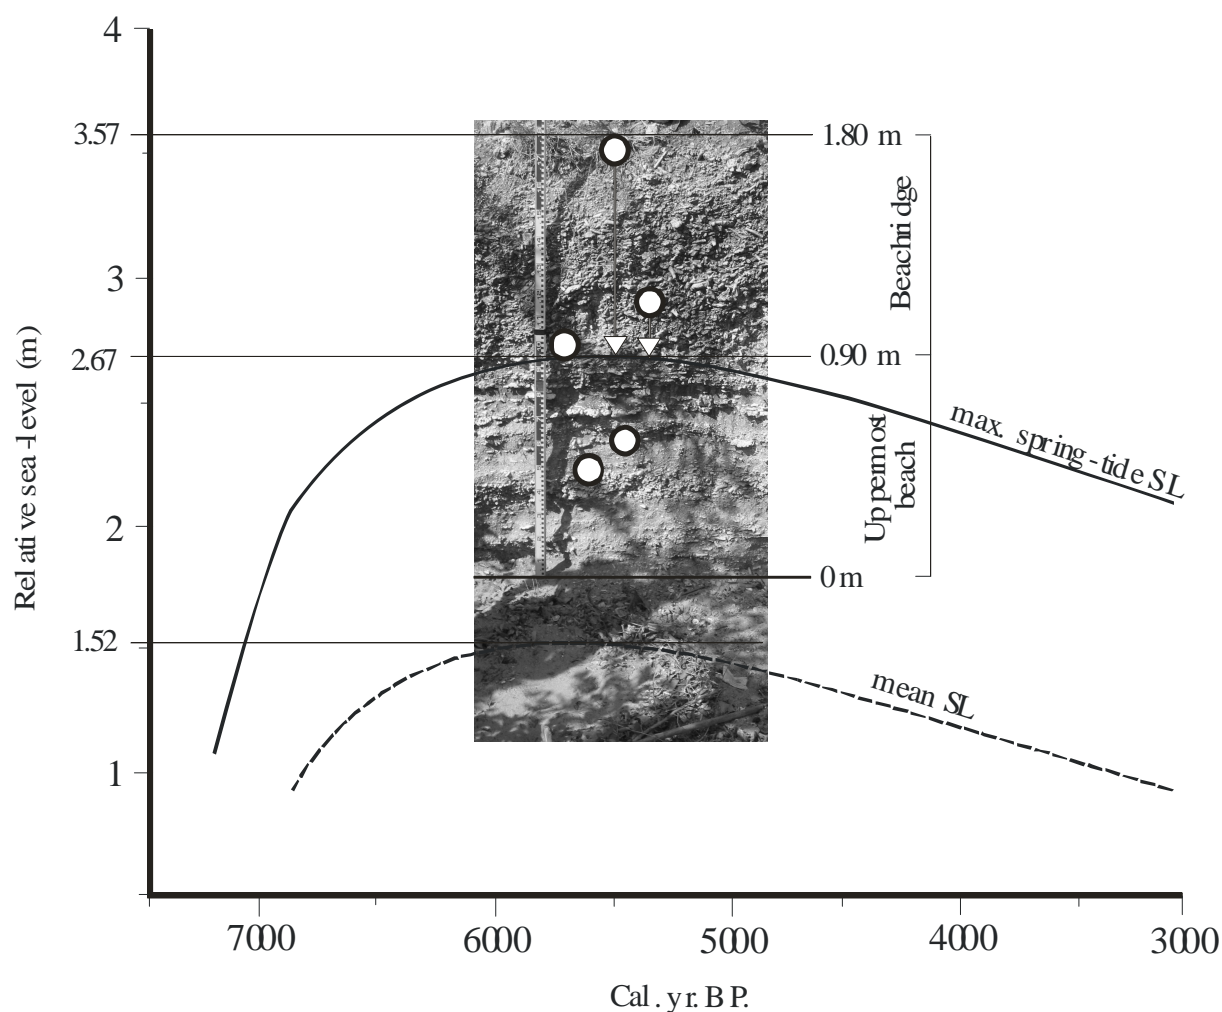 4
3.57
3
2.67
2
1.52
1
Relative sea-level (m)
1.80 m
0.90 m
0 m
Beachridge
Uppermost
beach
max. spring-tide SL
mean SL
7000
6000
5000
4000
3000
Cal. yr. B P.